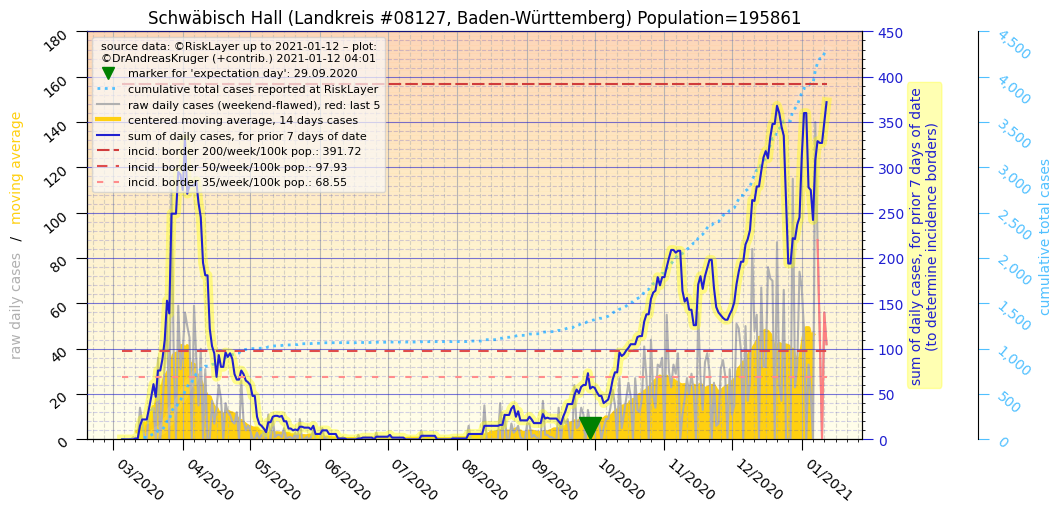 Schwäbisch Hall (Landkreis #08127, Baden-Württemberg) Population=195861
source data: ©RiskLayer up to 2021-01-12 – plot:
©DrAndreasKruger (+contrib.) 2021-01-12 04:01
marker for 'expectation day': 29.09.2020
cumulative total cases reported at RiskLayer
raw daily cases (weekend-flawed), red: last 5
centered moving average, 14 days cases
sum of daily cases, for prior 7 days of date
incid. border 200/week/100k pop.: 391.72
incid. border 50/week/100k pop.: 97.93
incid. border 35/week/100k pop.: 68.55
raw daily cases / moving average
180
160
140
120
100
80
60
40
20
0
03/2020
04/2020
05/2020
06/2020
07/2020
08/2020
09/2020
10/2020
11/2020
12/2020
01/2021
450
400
350
300
250
200
150
100
50
0
sum of daily cases, for prior 7 days of date
(to determine incidence borders)
4,500
4,000
3,500
3,000
2,500
2,000
1,500
1,000
500
0
cumulative total cases